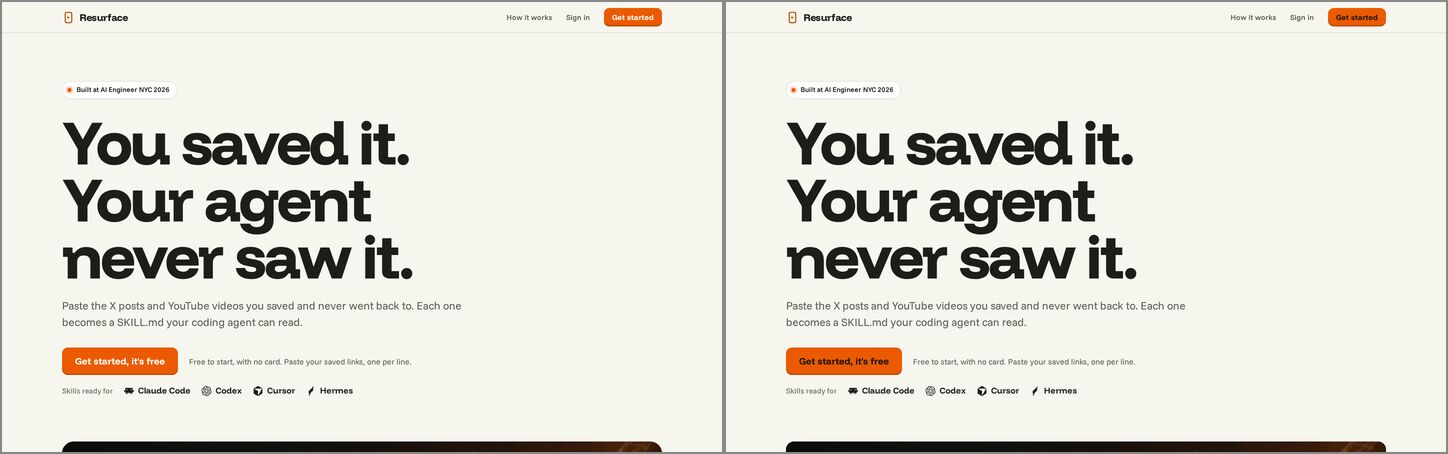 Resurface
How it works Sign in Get started
Built at AI Engineer NYC 2026
You saved it.
Your agent
never saw it.
Paste the X posts and YouTube videos you saved and never went back to. Each one
becomes a SKILL.md your coding agent can read.
Get started, it's free
Free to start, with no card. Paste your saved links, one per line.
Skills ready for Claude Code Codex Cursor Hermes
Resurface
How it works Sign in Get started
Built at AI Engineer NYC 2026
You saved it.
Your agent
never saw it.
Paste the X posts and YouTube videos you saved and never went back to. Each one
becomes a SKILL.md your coding agent can read.
Get started, it's free
Free to start, with no card. Paste your saved links, one per line.
Skills ready for Claude Code Codex Cursor Hermes